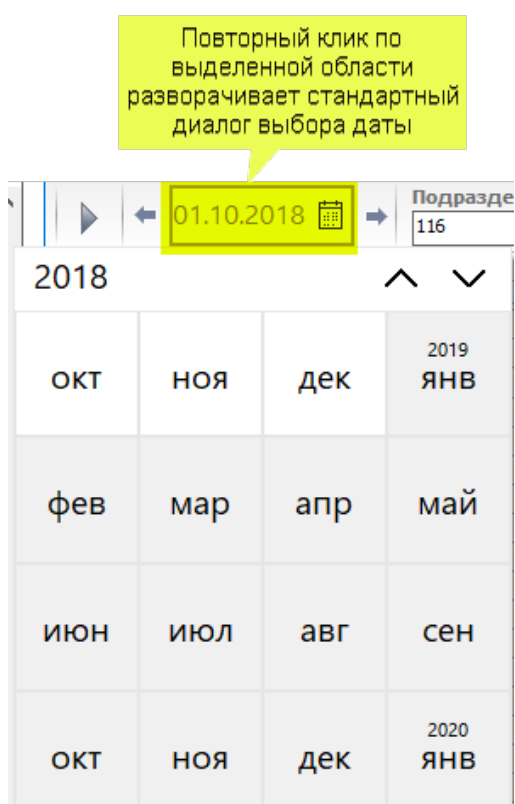 Повторный клик по
выделенной области
разворачивает стандартный
диалог выбора даты
01.10.2018
Подразде
116
2018
окт ноя дек 2019 янв
фев мар апр май
июн июл авг сен
окт ноя дек 2020 янв